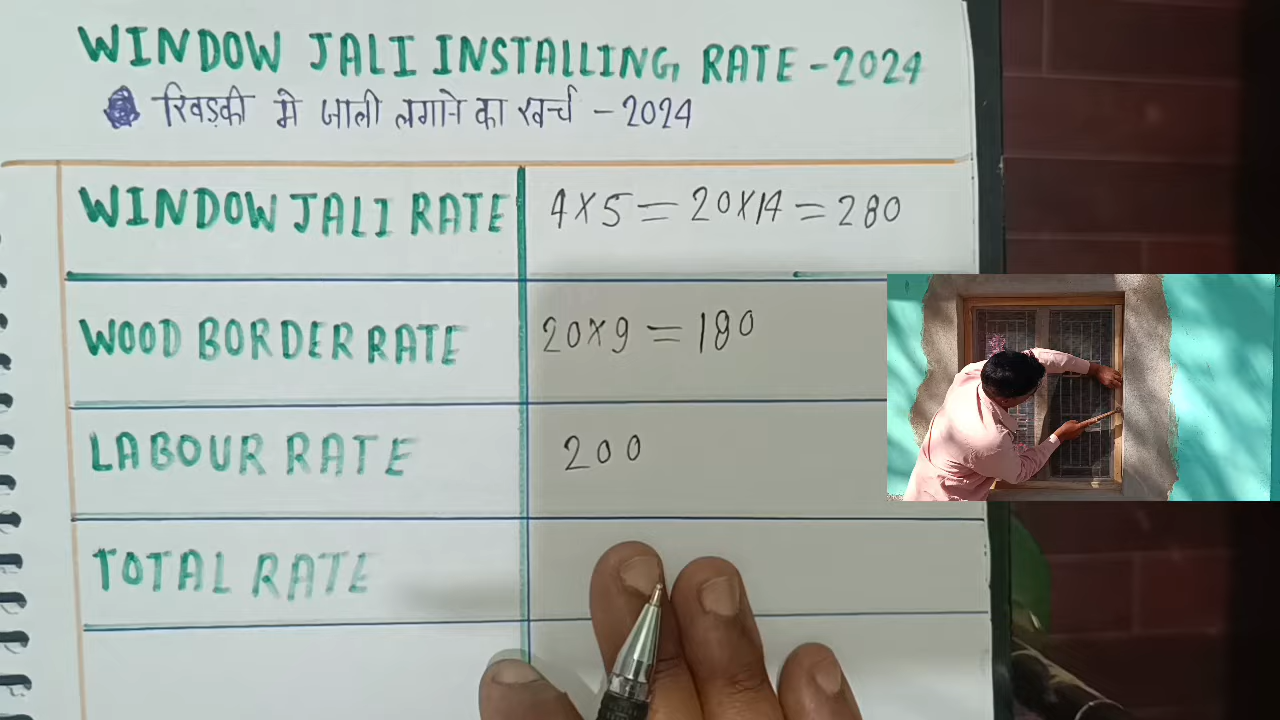 WINDOW JALI INSTALLING RATE - 2024
खिड़की मे जाली लगाने का खर्च - 2024
WINDOW JALI RATE 4X5 = 20X14 = 280
WOOD BORDER RATE 20X9 = 180
LABOUR RATE 200
TOTAL RATE